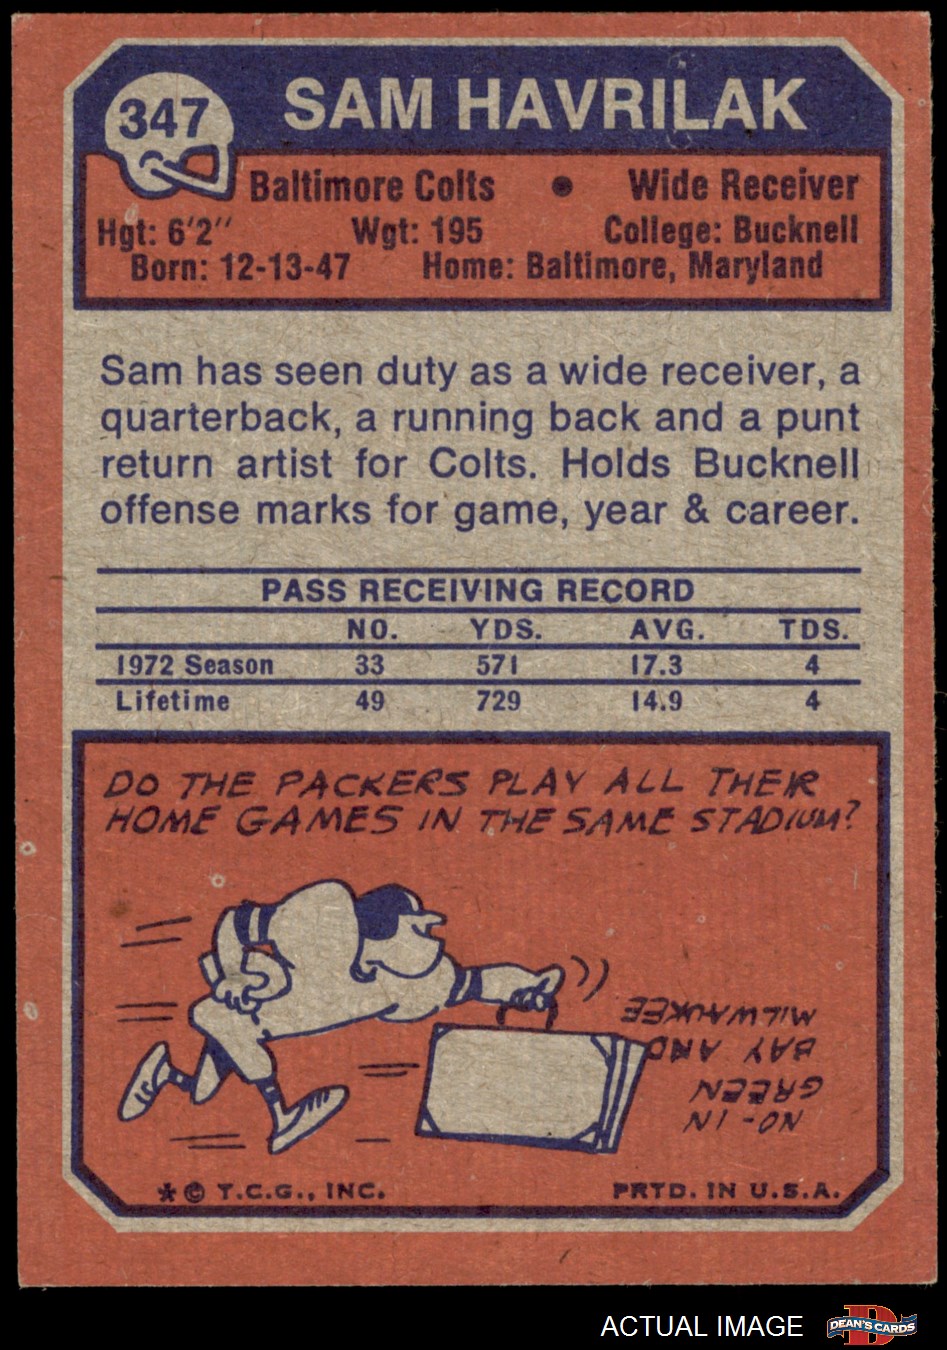 347
SAM HAVRILAK
Baltimore Colts • Wide Receiver
Hgt: 6'2" Wgt: 195 College: Bucknell
Born: 12-13-47 Home: Baltimore, Maryland
Sam has seen duty as a wide receiver, a
quarterback, a running back and a punt
return artist for Colts. Holds Bucknell
offense marks for game, year & career.
PASS RECEIVING RECORD
NO. YDS. AVG. TDS.
1972 Season 33 571 17.3 4
Lifetime 49 729 14.9 4
DO THE PACKERS PLAY ALL THEIR
HOME GAMES IN THE SAME STADIUM?
NO-IN
GREEN
BAY AND
MILWAUKEE
* © T.C.G., INC. PRTD. IN U.S.A.
ACTUAL IMAGE
D
DEAN'S CARDS